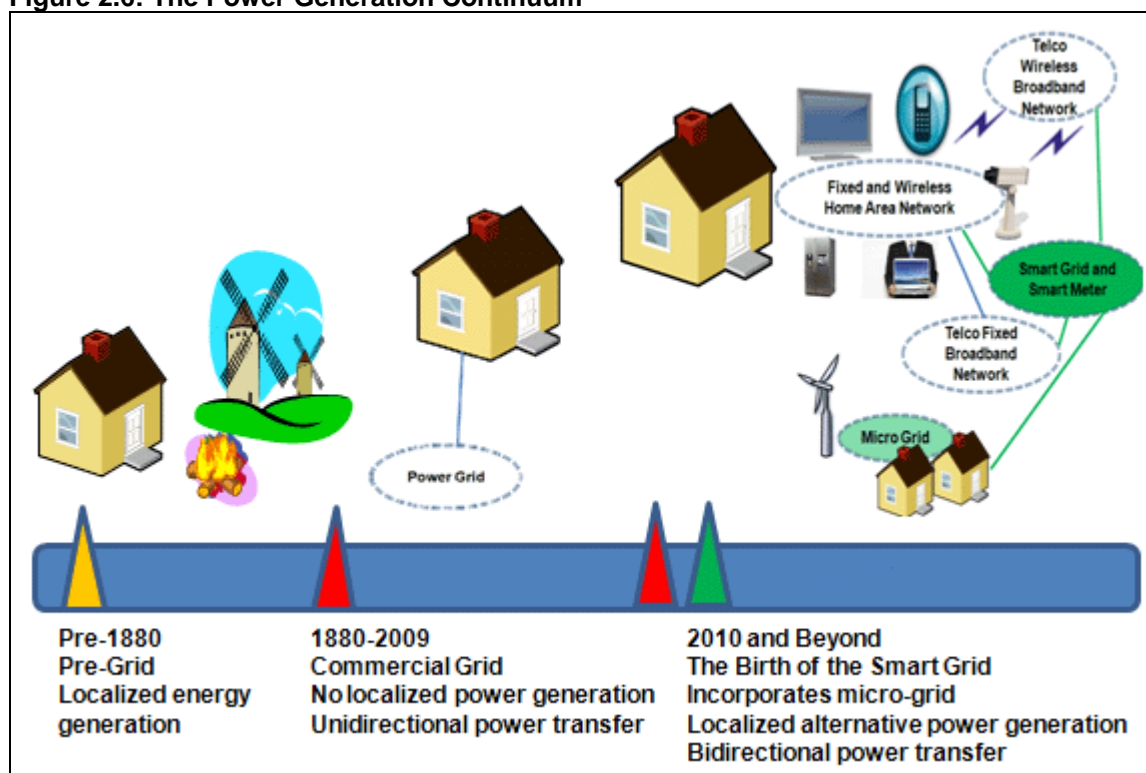 Figure 2.6: The Power Generation Continuum
Telco
Wireless
Broadband
Network
Fixed and Wireless
Home Area Network
Smart Grid and
Smart Meter
Telco Fixed
Broadband
Network
Power Grid
Micro Grid
Pre-1880
Pre-Grid
Localized energy
generation
1880-2009
Commercial Grid
No localized power generation
Unidirectional power transfer
2010 and Beyond
The Birth of the Smart Grid
Incorporates micro-grid
Localized alternative power generation
Bidirectional power transfer